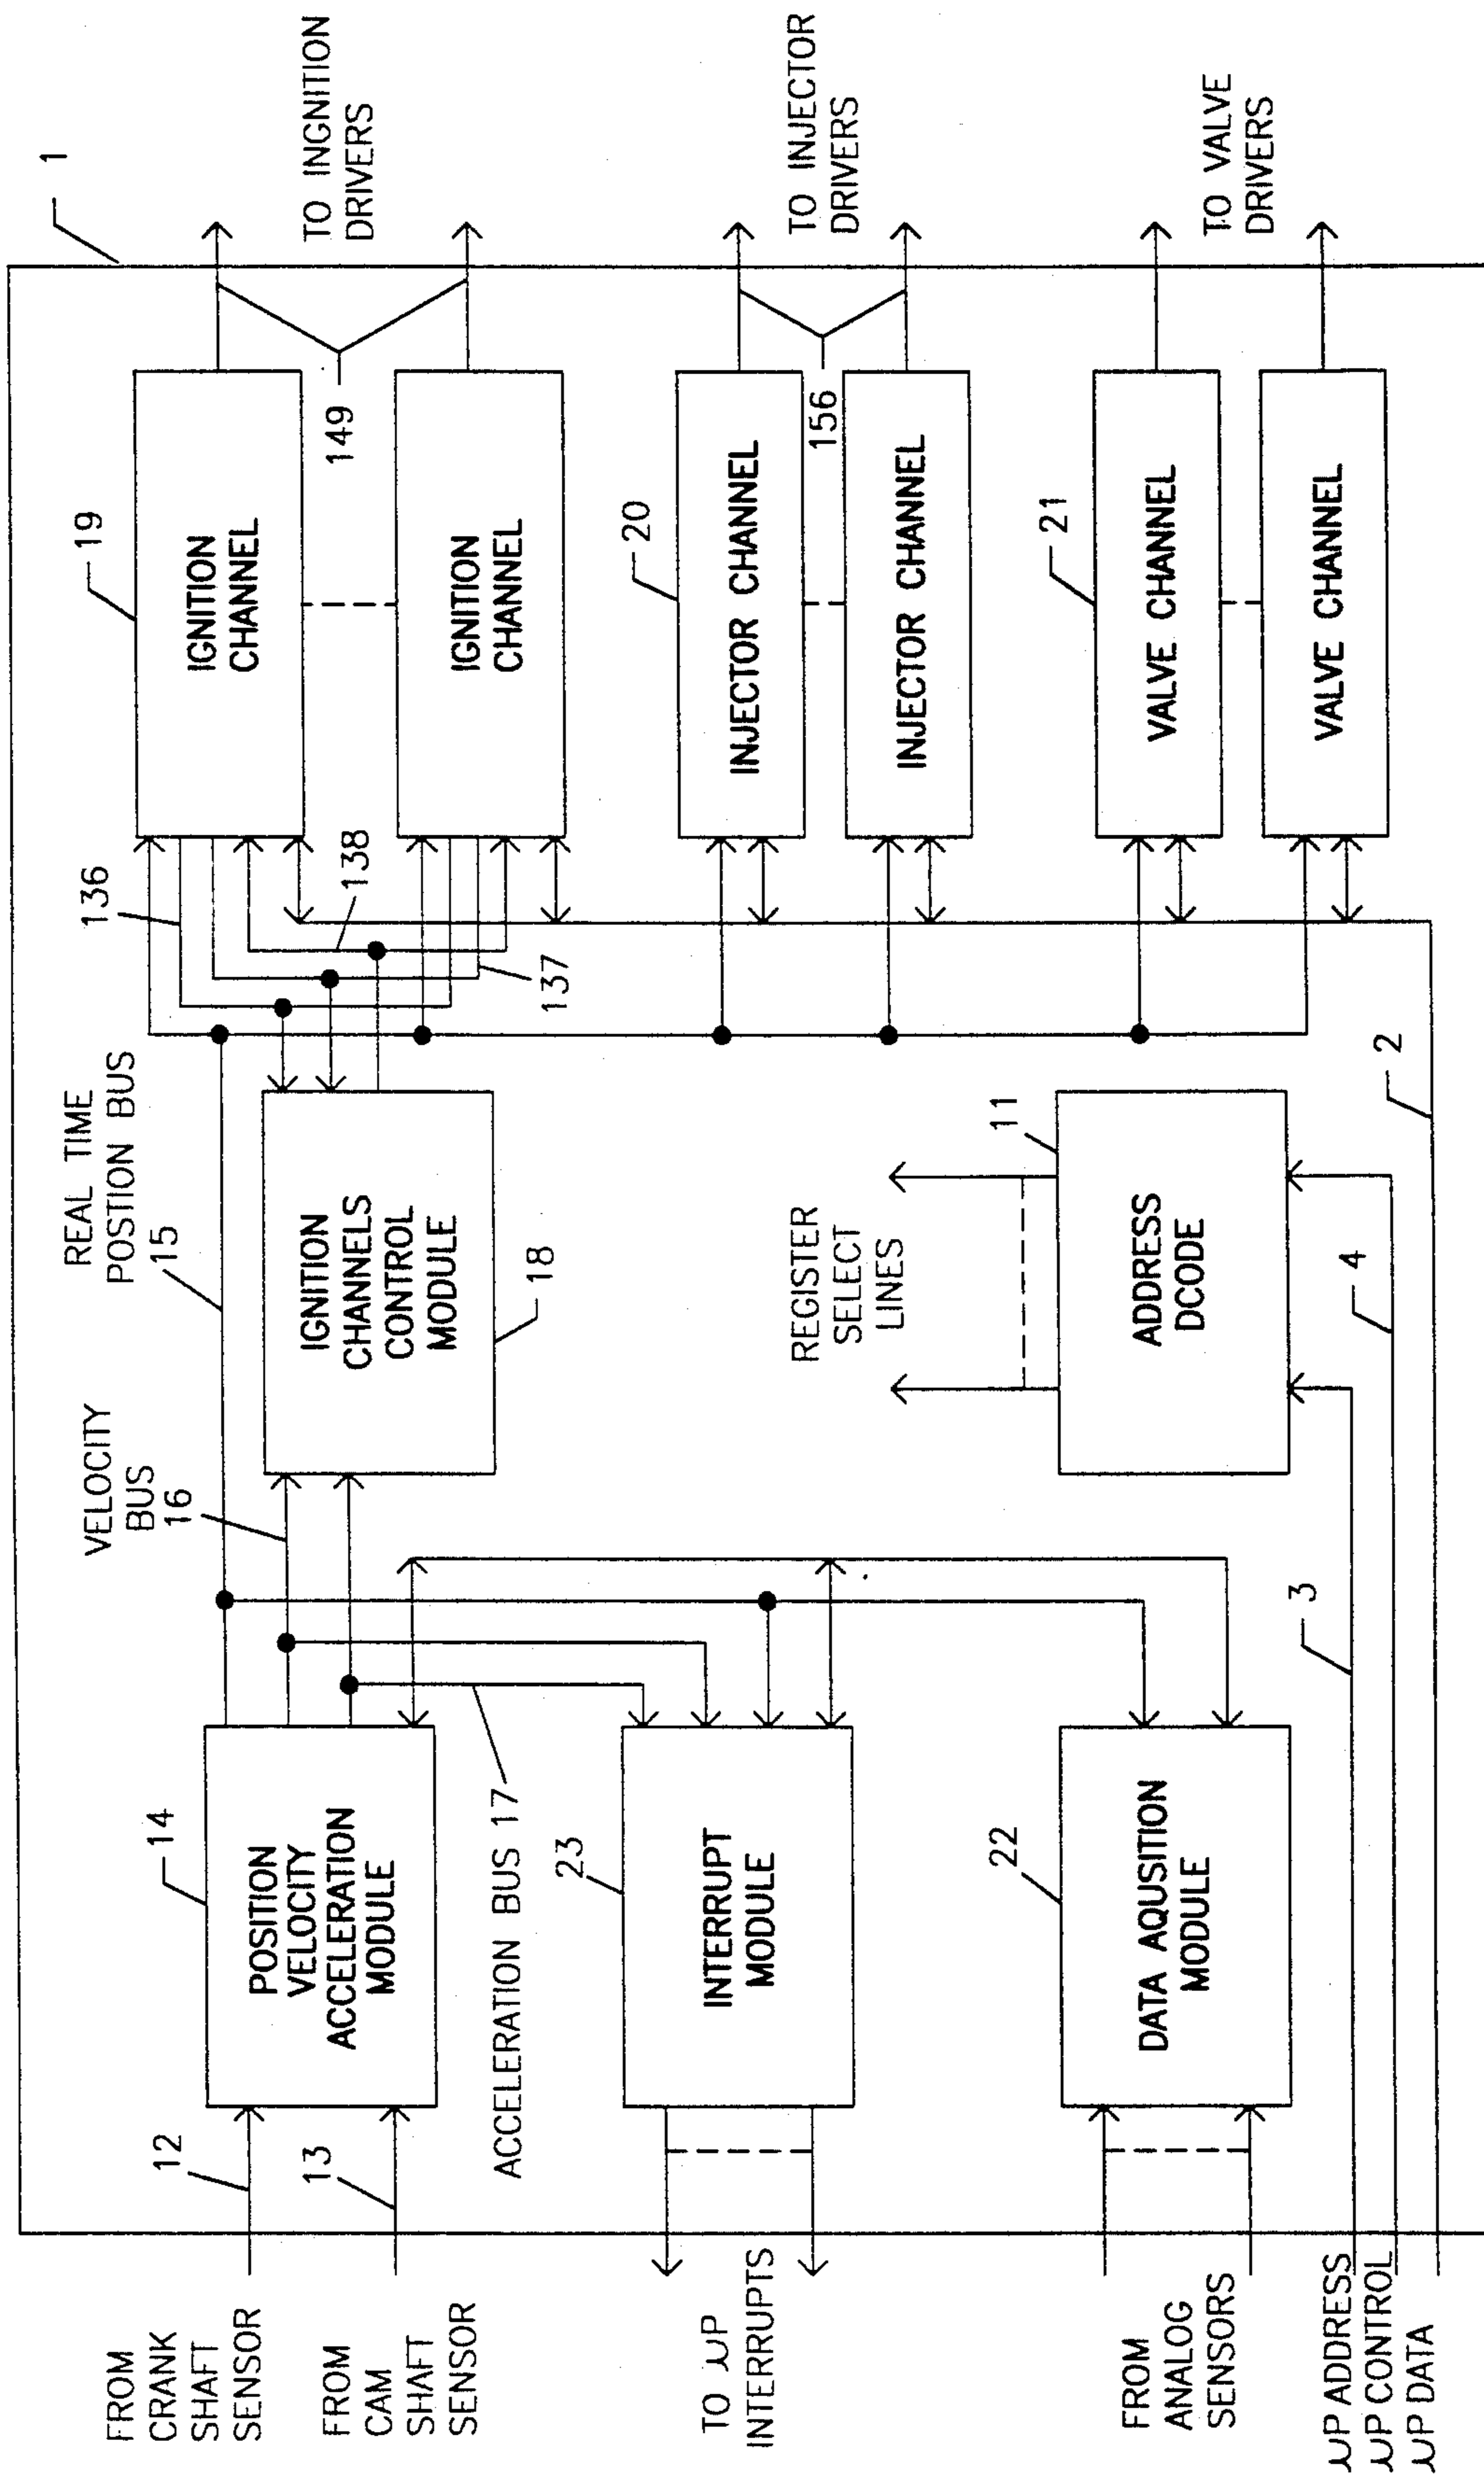 1
TO INGNITION
DRIVERS
TO INJECTOR
DRIVERS
TO VALVE
DRIVERS
149
156
19
IGNITION
CHANNEL
IGNITION
CHANNEL
20
INJECTOR CHANNEL
INJECTOR CHANNEL
21
VALVE CHANNEL
VALVE CHANNEL
136
138
137
REAL TIME
POSTION BUS
15
VELOCITY
BUS
16
IGNITION
CHANNELS
CONTROL
MODULE
18
REGISTER
SELECT
LINES
11
ADDRESS
DCODE
2
4
3
14
POSITION
VELOCITY
ACCELERATION
MODULE
ACCELERATION BUS 17
23
INTERRUPT
MODULE
22
DATA AQUSITION
MODULE
12
13
FROM
CRANK
SHAFT
SENSOR
FROM
CAM
SHAFT
SENSOR
TO µP
INTERRUPTS
FROM
ANALOG
SENSORS
µP ADDRESS
µP CONTROL
µP DATA